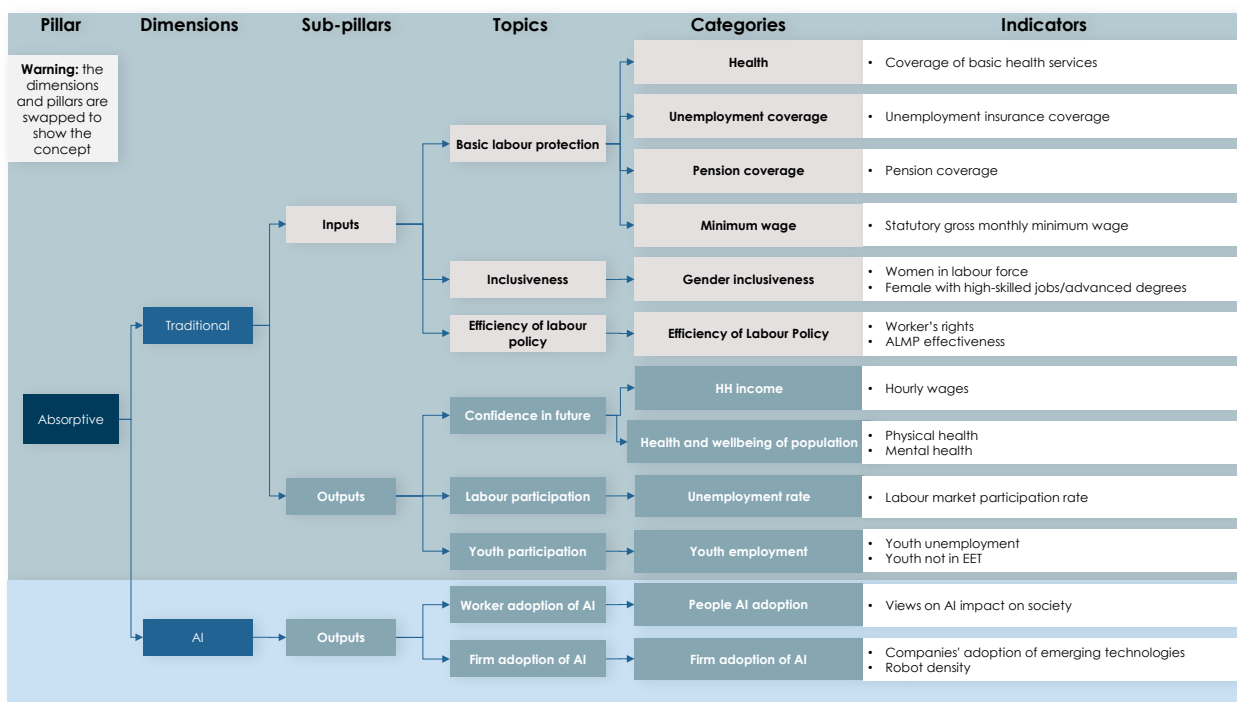 Pillar
Dimensions
Sub-pillars
Topics
Categories
Indicators
Warning: the
dimensions
and pillars are
swapped to
show the
concept
Absorptive
Traditional
AI
Inputs
Outputs
Outputs
Basic labour protection
Inclusiveness
Efficiency of labour
policy
Confidence in future
Labour participation
Youth participation
Worker adoption of AI
Firm adoption of AI
Health
• Coverage of basic health services
Unemployment coverage
• Unemployment insurance coverage
Pension coverage
• Pension coverage
Minimum wage
• Statutory gross monthly minimum wage
Gender inclusiveness
• Women in labour force
• Female with high-skilled jobs/advanced degrees
Efficiency of Labour Policy
• Worker’s rights
• ALMP effectiveness
HH income
• Hourly wages
Health and wellbeing of population
• Physical health
• Mental health
Unemployment rate
• Labour market participation rate
Youth employment
• Youth unemployment
• Youth not in EET
People AI adoption
• Views on AI impact on society
Firm adoption of AI
• Companies' adoption of emerging technologies
• Robot density